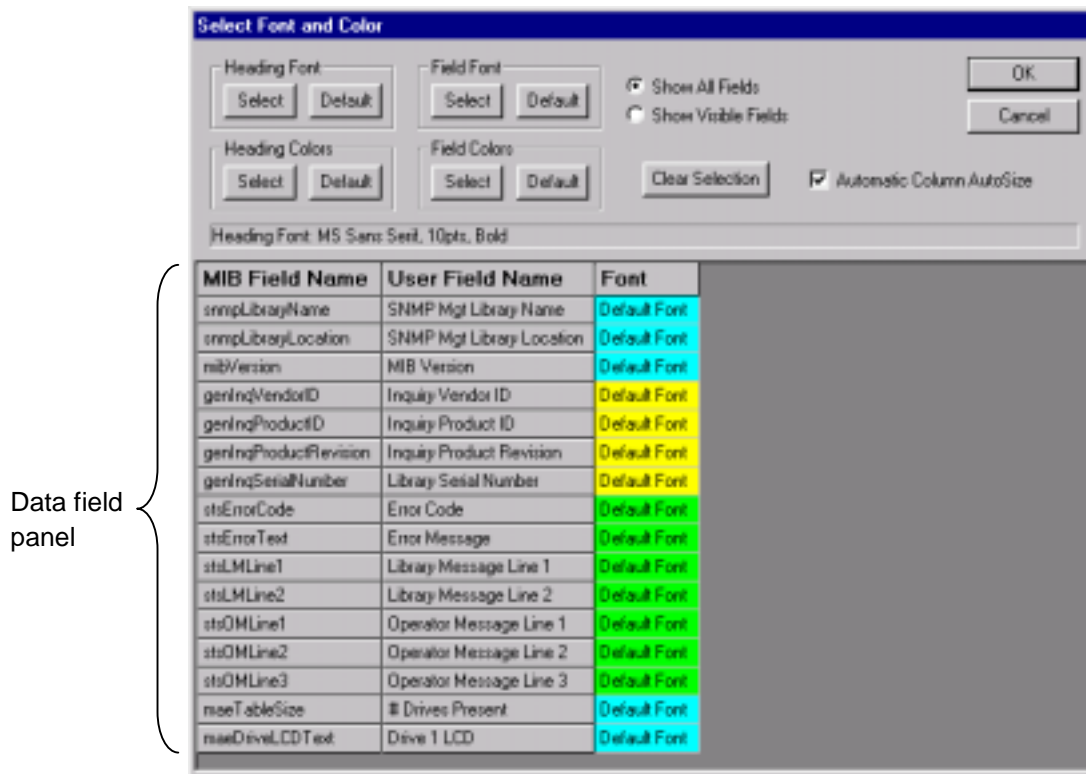 Select Font and Color
Heading Font
Select Default
Field Font
Select Default
Show All Fields
Show Visible Fields
OK
Cancel
Heading Colors
Select Default
Field Colors
Select Default
Clear Selection
Automatic Column AutoSize
Heading Font: MS Sans Serif, 10pts, Bold
MIB Field Name User Field Name Font
snmpLibraryName SNMP Mgt Library Name Default Font
snmpLibraryLocation SNMP Mgt Library Location Default Font
mibVersion MIB Version Default Font
genInqVendorID Inquiry Vendor ID Default Font
genInqProductID Inquiry Product ID Default Font
genInqProductRevision Inquiry Product Revision Default Font
genInqSerialNumber Library Serial Number Default Font
stsErrorCode Error Code Default Font
stsErrorText Error Message Default Font
stsLMLine1 Library Message Line 1 Default Font
stsLMLine2 Library Message Line 2 Default Font
stsOMLine1 Operator Message Line 1 Default Font
stsOMLine2 Operator Message Line 2 Default Font
stsOMLine3 Operator Message Line 3 Default Font
maeTableSize # Drives Present Default Font
maeDriveLCDText Drive 1 LCD Default Font
Data field
panel